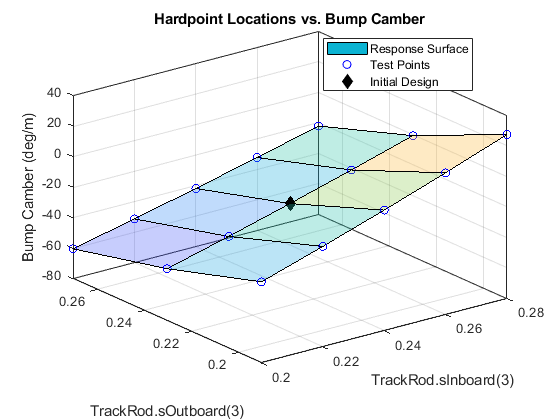 Hardpoint Locations vs. Bump Camber
Response Surface
Test Points
Initial Design
Bump Camber (deg/m)
40
20
0
-20
-40
-60
-80
0.26
0.24
0.22
0.2
0.2
0.22
0.24
0.26
0.28
TrackRod.sInboard(3)
TrackRod.sOutboard(3)